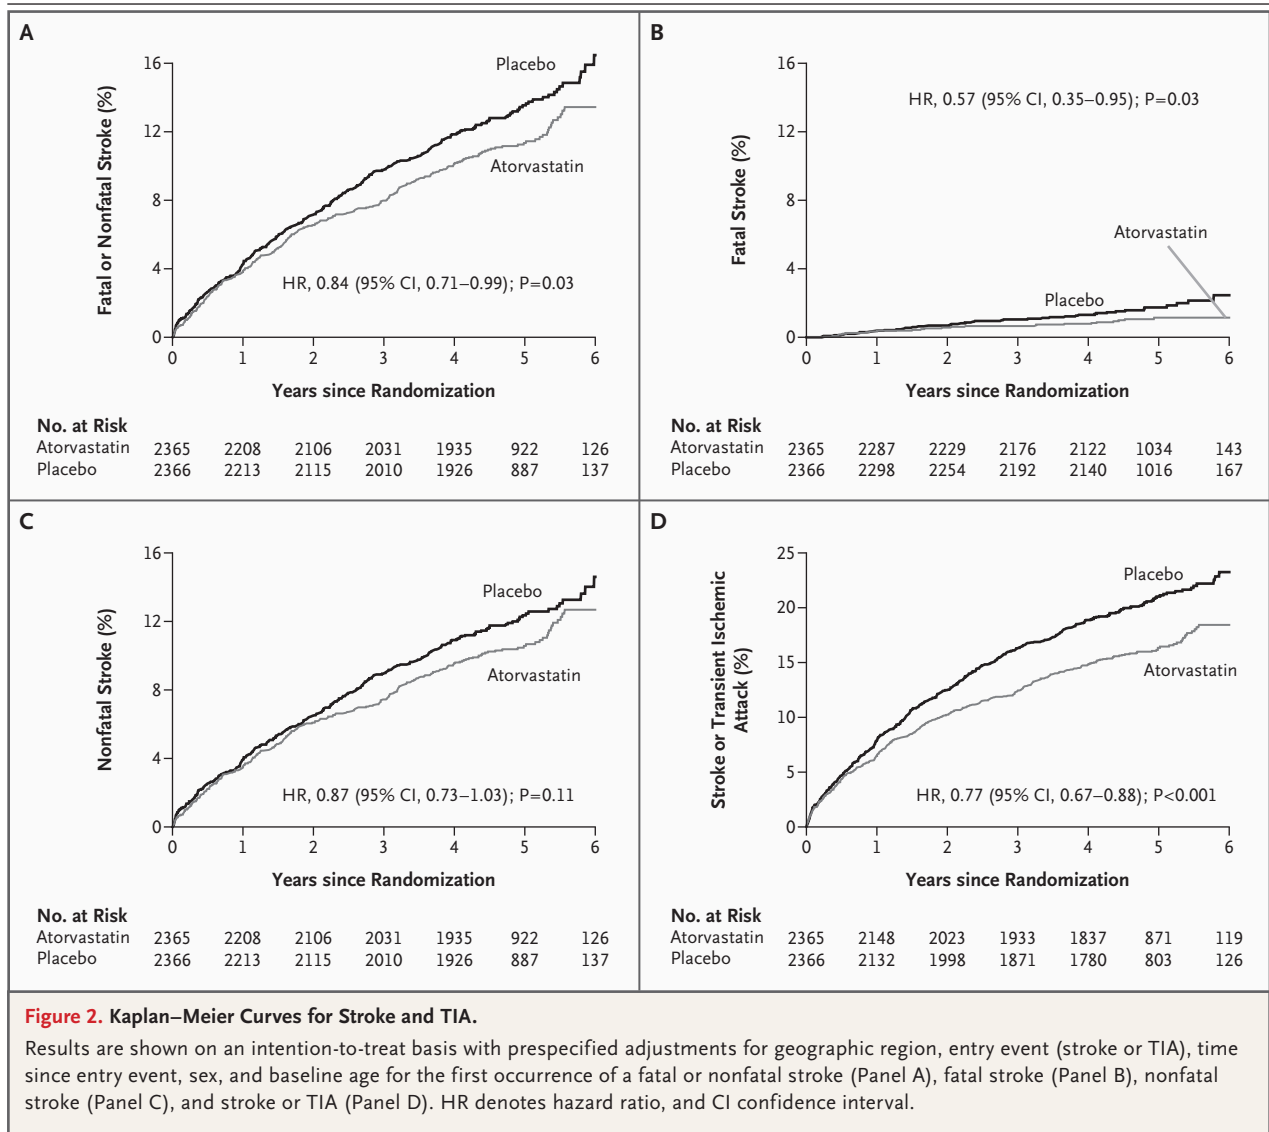 A
Fatal or Nonfatal Stroke (%)
16
12
8
4
0
Placebo
Atorvastatin
HR, 0.84 (95% CI, 0.71–0.99); P=0.03
0 1 2 3 4 5 6
Years since Randomization
No. at Risk
Atorvastatin 2365 2208 2106 2031 1935 922 126
Placebo 2366 2213 2115 2010 1926 887 137
B
Fatal Stroke (%)
16
12
8
4
0
HR, 0.57 (95% CI, 0.35–0.95); P=0.03
Atorvastatin
Placebo
0 1 2 3 4 5 6
Years since Randomization
No. at Risk
Atorvastatin 2365 2287 2229 2176 2122 1034 143
Placebo 2366 2298 2254 2192 2140 1016 167
C
Nonfatal Stroke (%)
16
12
8
4
0
Placebo
Atorvastatin
HR, 0.87 (95% CI, 0.73–1.03); P=0.11
0 1 2 3 4 5 6
Years since Randomization
No. at Risk
Atorvastatin 2365 2208 2106 2031 1935 922 126
Placebo 2366 2213 2115 2010 1926 887 137
D
Stroke or Transient Ischemic
Attack (%)
25
20
15
10
5
0
Placebo
Atorvastatin
HR, 0.77 (95% CI, 0.67–0.88); P<0.001
0 1 2 3 4 5 6
Years since Randomization
No. at Risk
Atorvastatin 2365 2148 2023 1933 1837 871 119
Placebo 2366 2132 1998 1871 1780 803 126
Figure 2. Kaplan–Meier Curves for Stroke and TIA.
Results are shown on an intention-to-treat basis with prespecified adjustments for geographic region, entry event (stroke or TIA), time
since entry event, sex, and baseline age for the first occurrence of a fatal or nonfatal stroke (Panel A), fatal stroke (Panel B), nonfatal
stroke (Panel C), and stroke or TIA (Panel D). HR denotes hazard ratio, and CI confidence interval.